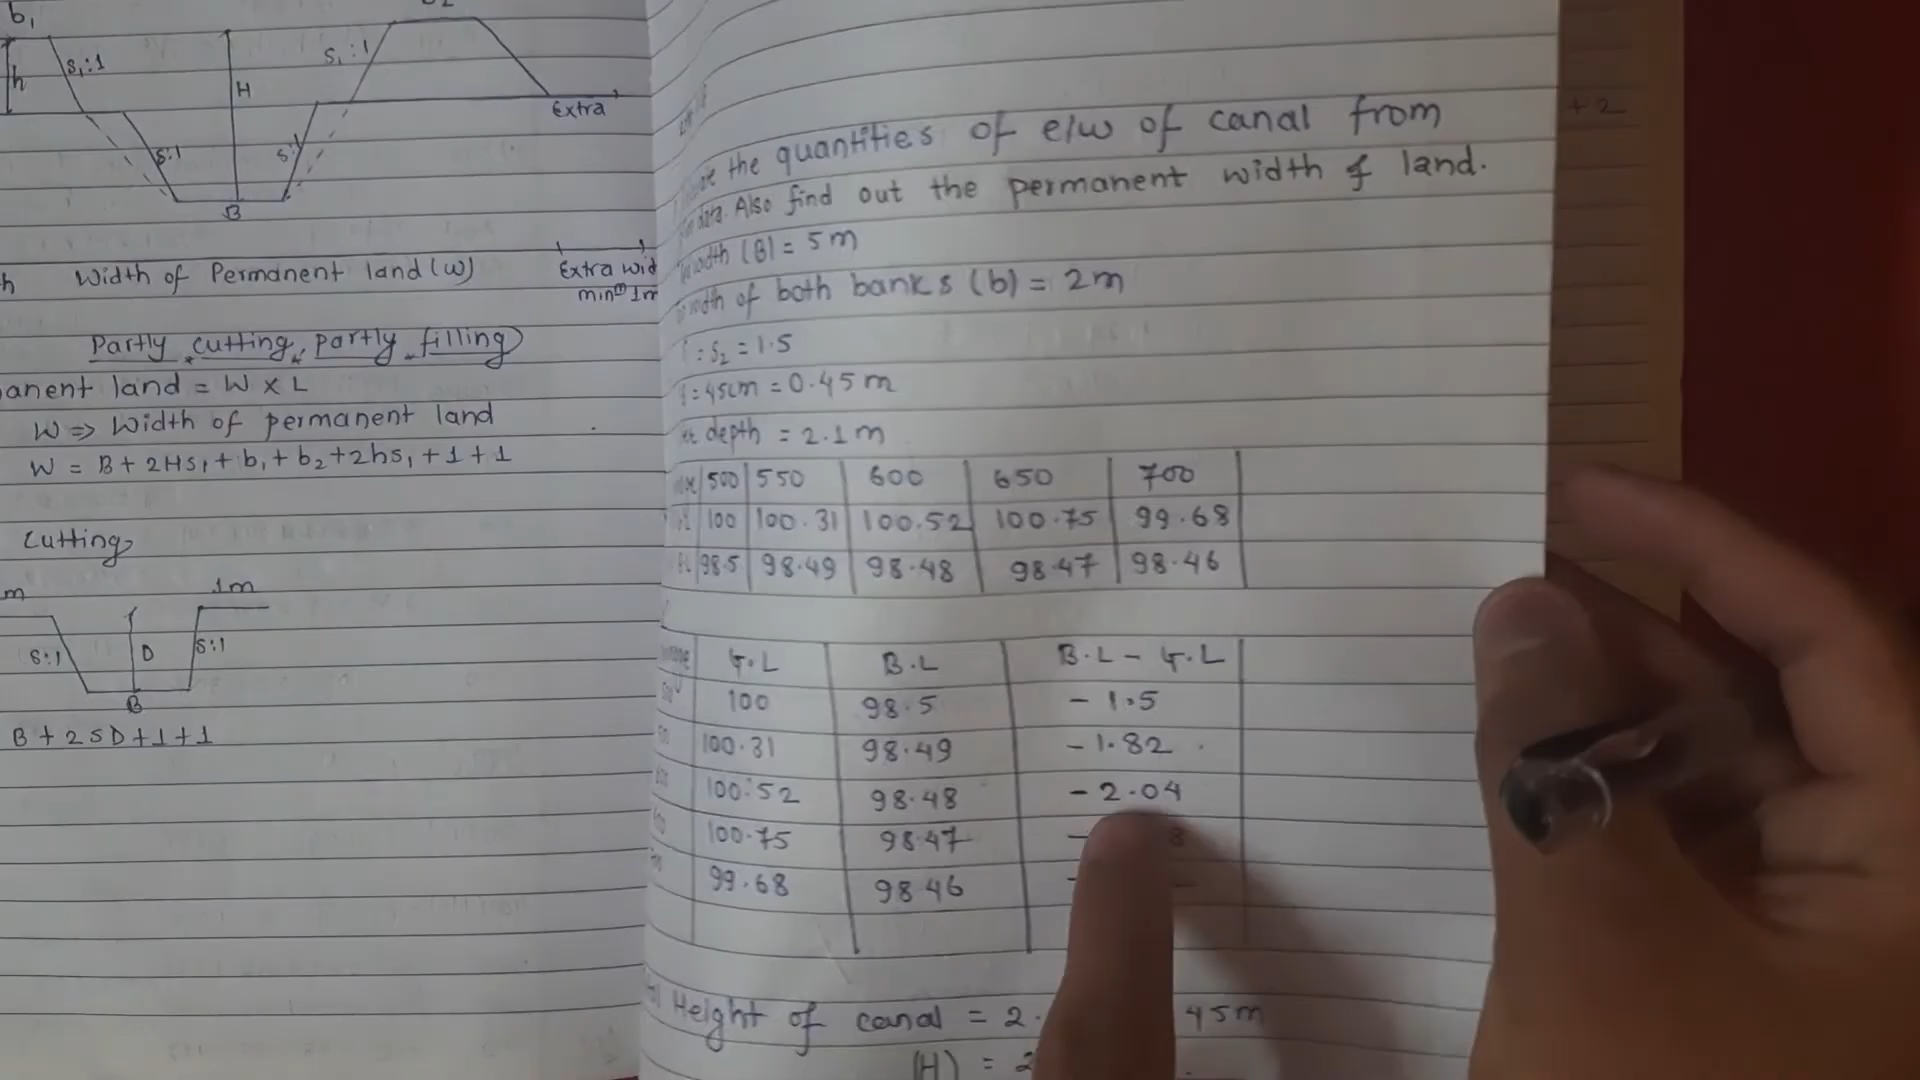 b₁
S₁:1
h
H
S₁:1
S:1
S:1
B
Extra
h Width of Permanent land (w)
Extra wid
minᵐ 1m
Partly cutting, partly filling
anent land = W X L
W => Width of permanent land
W = B + 2HS₁ + b₁ + b₂ + 2hs₁ + 1 + 1
Cutting
m
1m
S:1
D
S:1
B
B + 2SD + 1 + 1
the quantities of e/w of canal from
Also find out the permanent width of land.
width (B) = 5m
width of both banks (b) = 2m
: S₂ = 1.5
: 45cm = 0.45m
depth = 2.1m
500 550 600 650 700
100 100.31 100.52 100.75 99.68
98.5 98.49 98.48 98.47 98.46
G.L B.L B.L - G.L
100 98.5 - 1.5
100.31 98.49 - 1.82
100.52 98.48 - 2.04
100.75 98.47 - 8
99.68 98.46 -
Height of canal = 2. 45m
(H) = 2
+2